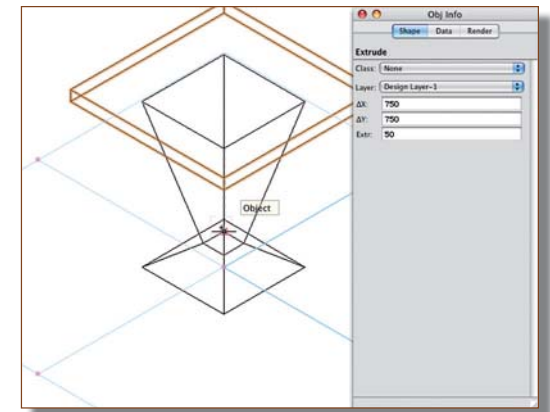 Obj Info
Shape Data Render
Extrude
Class: None
Layer: Design Layer-1
ΔX: 750
ΔY: 750
Extr: 50
Object